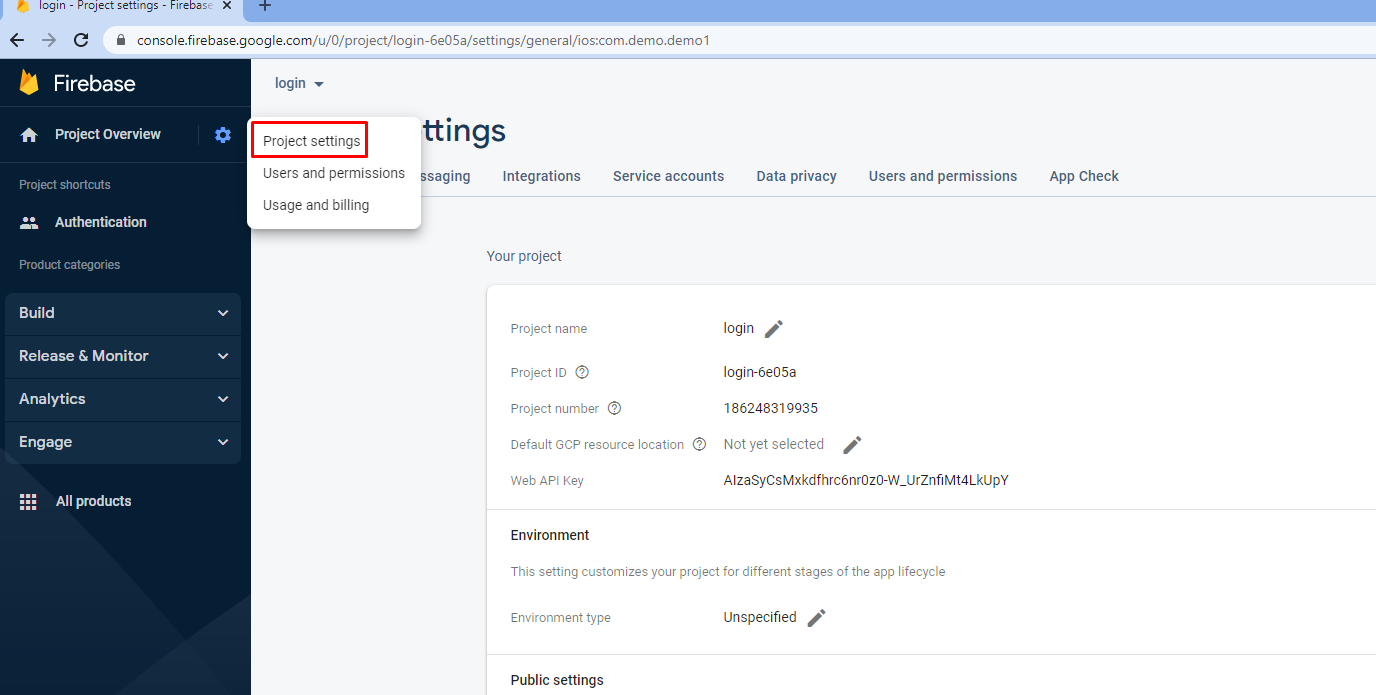 login - Project settings - Firebase
console.firebase.google.com/u/0/project/login-6e05a/settings/general/ios:com.demo.demo1
Firebase
login
Project Overview
Project settings
Users and permissions
Usage and billing
ttings
ssaging
Integrations
Service accounts
Data privacy
Users and permissions
App Check
Project shortcuts
Authentication
Product categories
Build
Release & Monitor
Analytics
Engage
All products
Your project
Project name
login
Project ID
login-6e05a
Project number
186248319935
Default GCP resource location
Not yet selected
Web API Key
AIzaSyCsMxkdfhrc6nr0z0-W_UrZnfiMt4LkUpY
Environment
This setting customizes your project for different stages of the app lifecycle
Environment type
Unspecified
Public settings